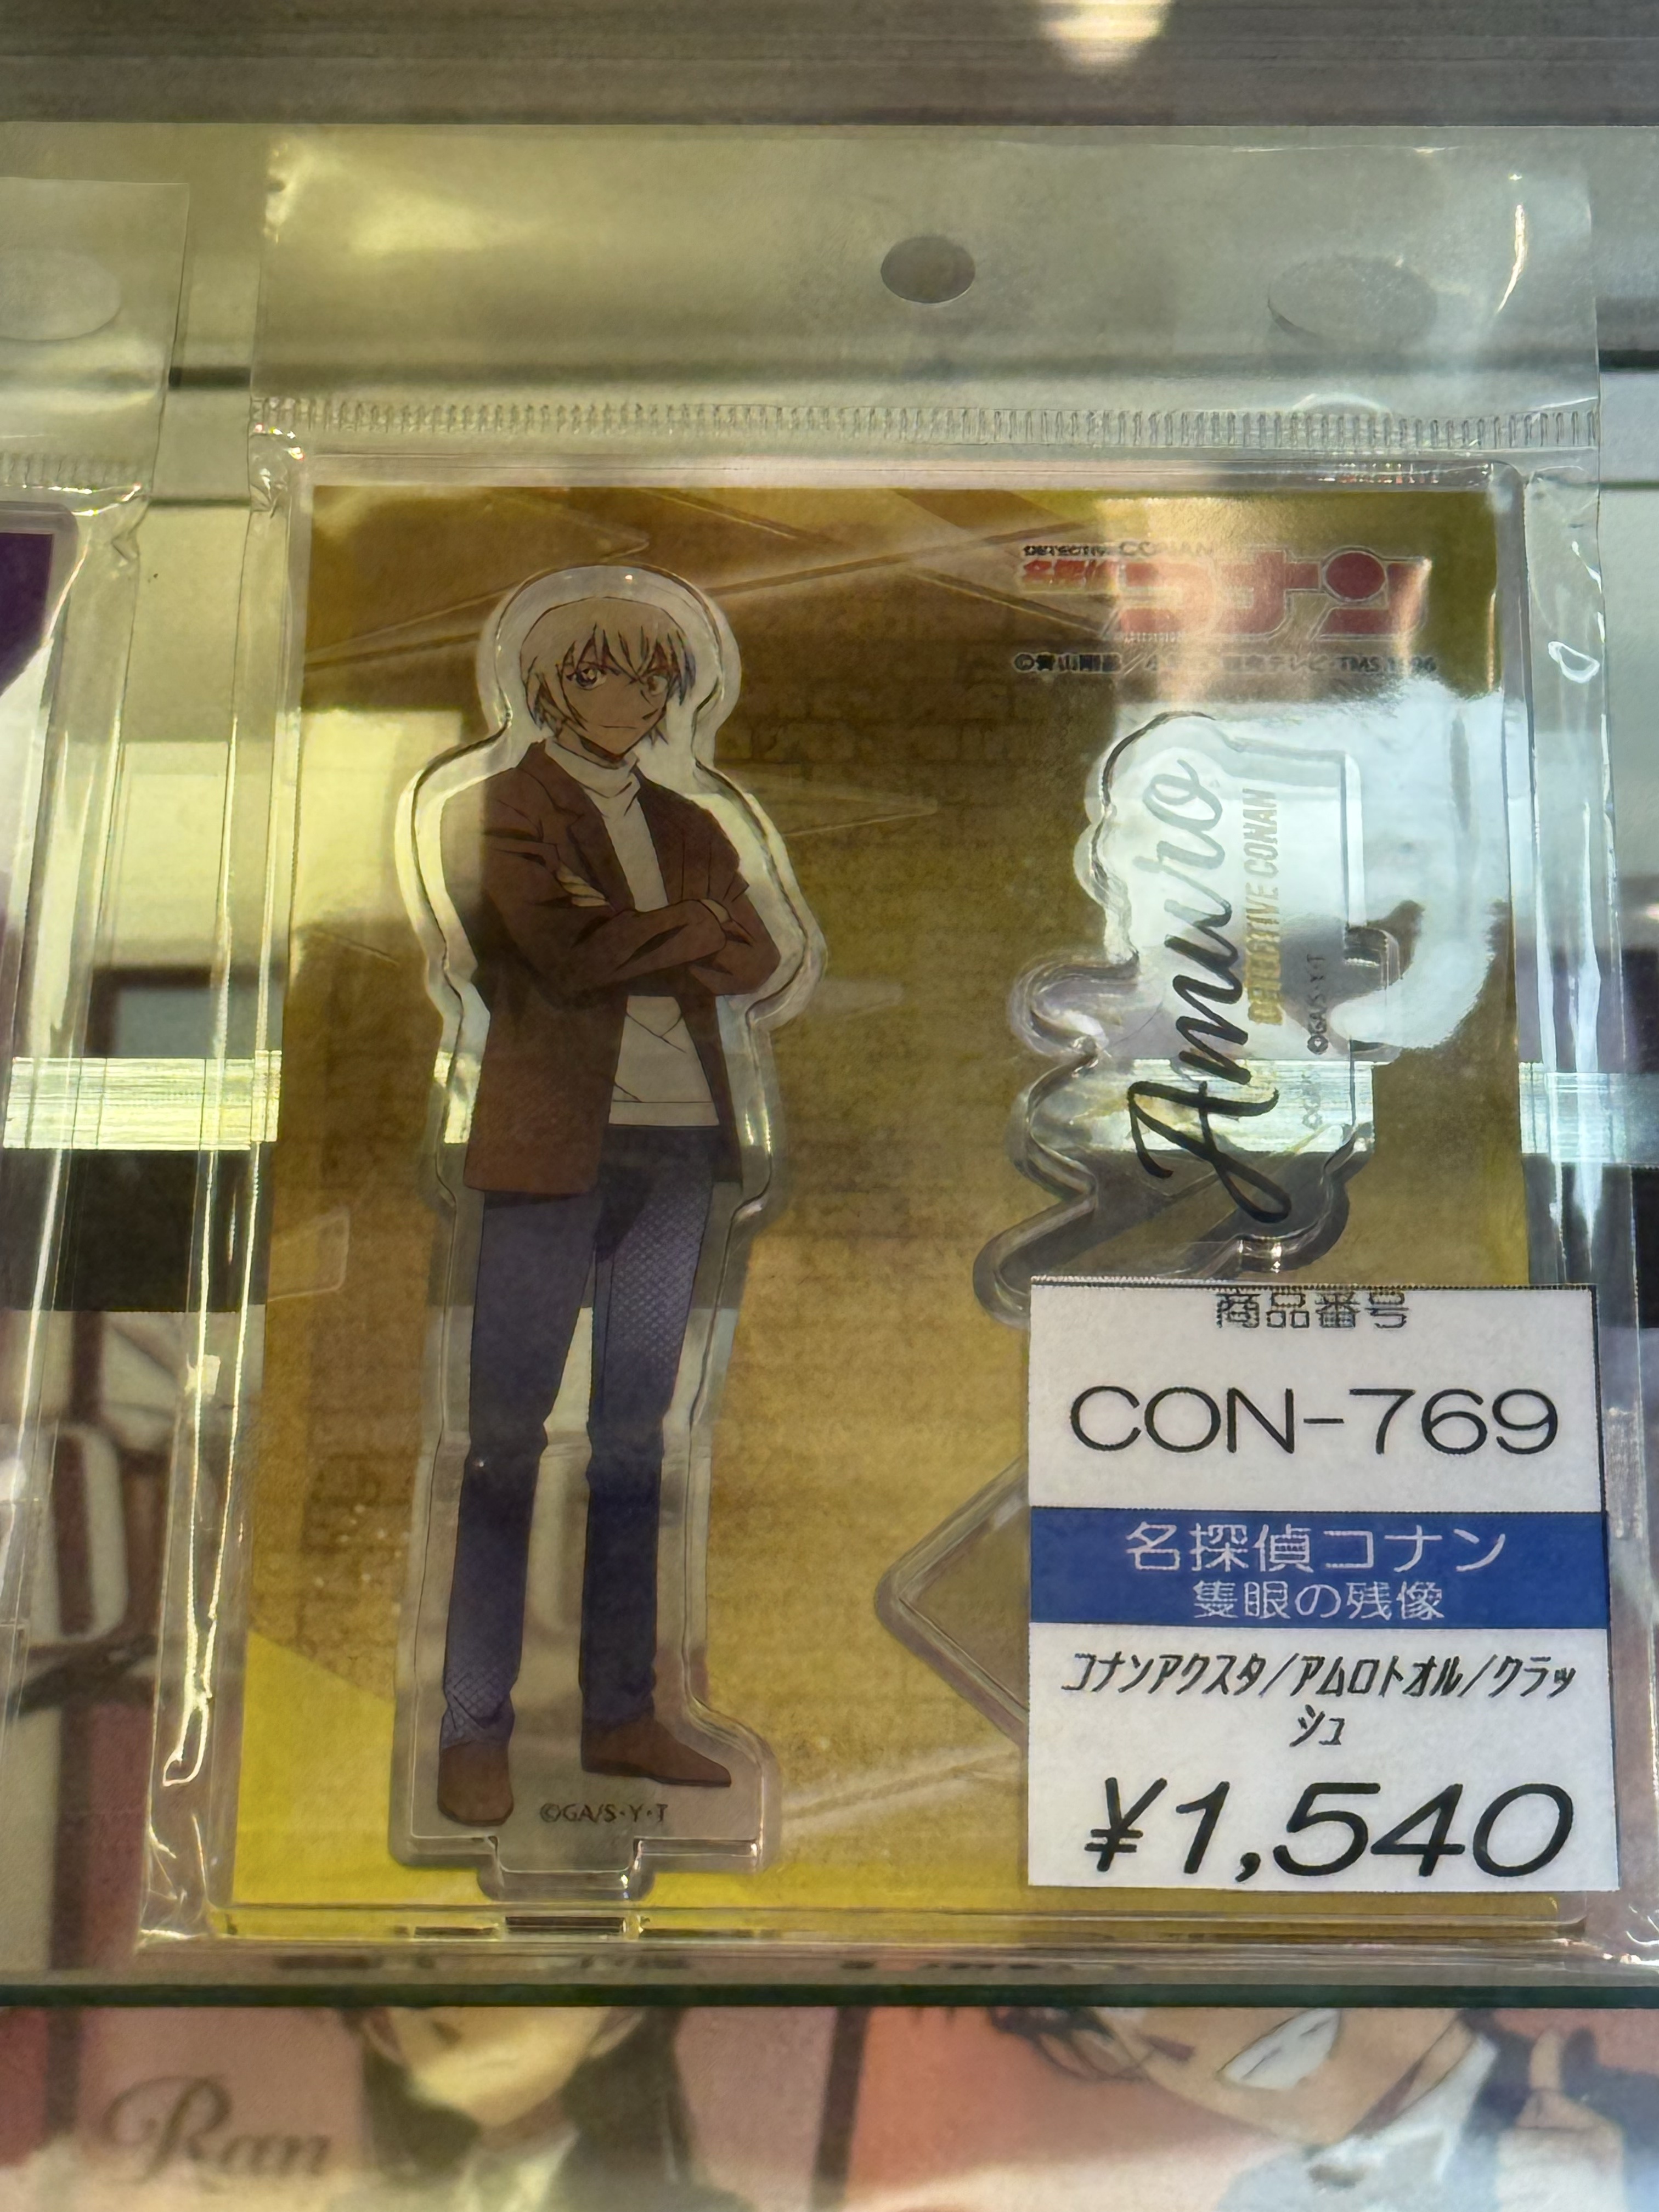 DETECTIVE CONAN
名探偵
コナン
Amuro
DETECTIVE CONAN
©GA/S・Y・T
©GA/S・Y・T
商品番号
CON-769
名探偵コナン
隻眼の残像
コナンアクスタ/アムロトオル/クラッ
シュ
¥1,540
Ran